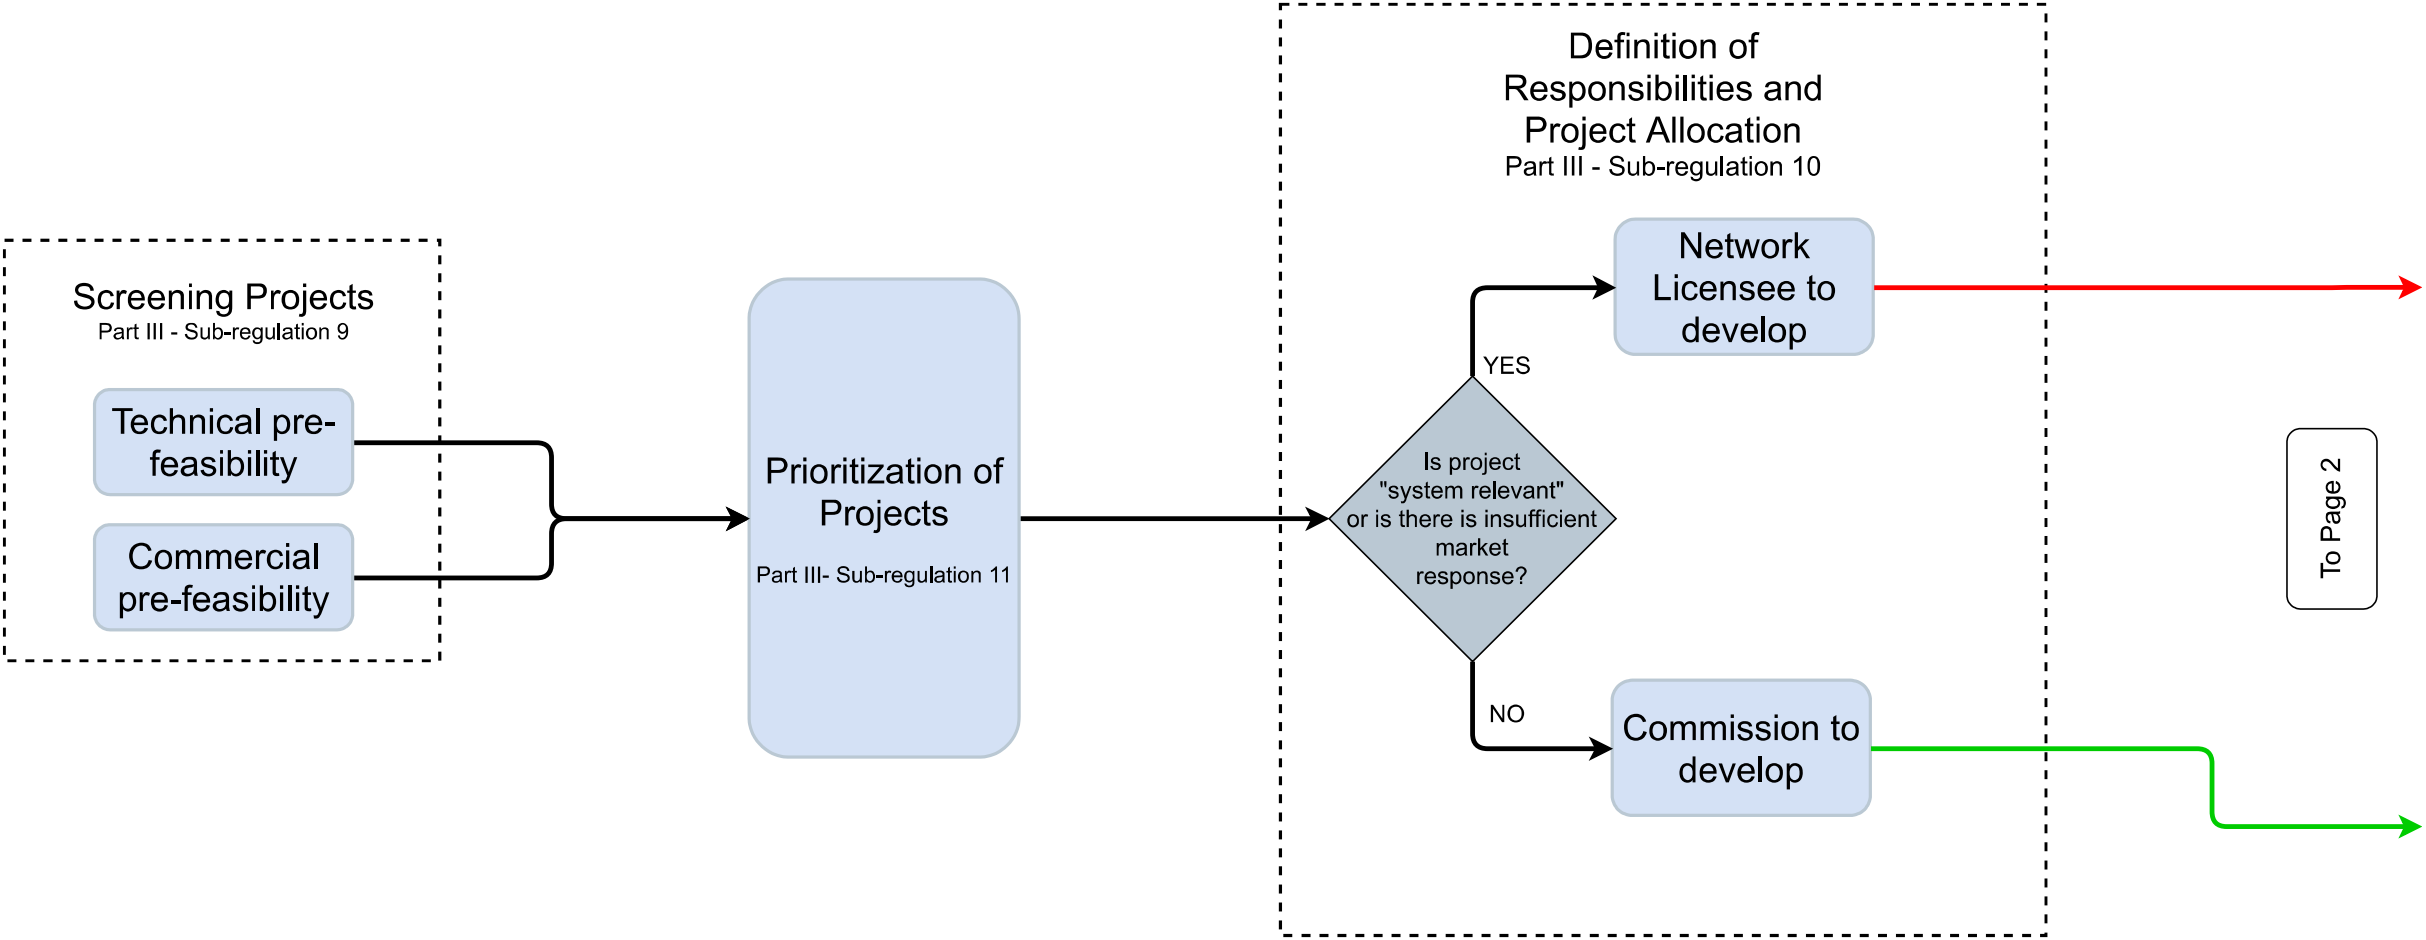 Screening Projects
Part III - Sub-regulation 9
Technical pre-
feasibility
Commercial
pre-feasibility
Prioritization of
Projects
Part III- Sub-regulation 11
Definition of
Responsibilities and
Project Allocation
Part III - Sub-regulation 10
Network
Licensee to
develop
YES
Is project
"system relevant"
or is there is insufficient
market
response?
NO
Commission to
develop
To Page 2